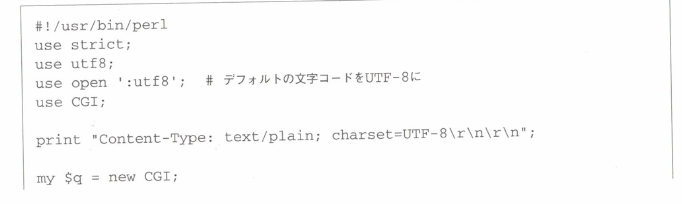 #!/usr/bin/perl
use strict;
use utf8;
use open ':utf8';  # デフォルトの文字コードをUTF-8に
use CGI;
print "Content-Type: text/plain; charset=UTF-8\r\n\r\n";
my $q = new CGI;